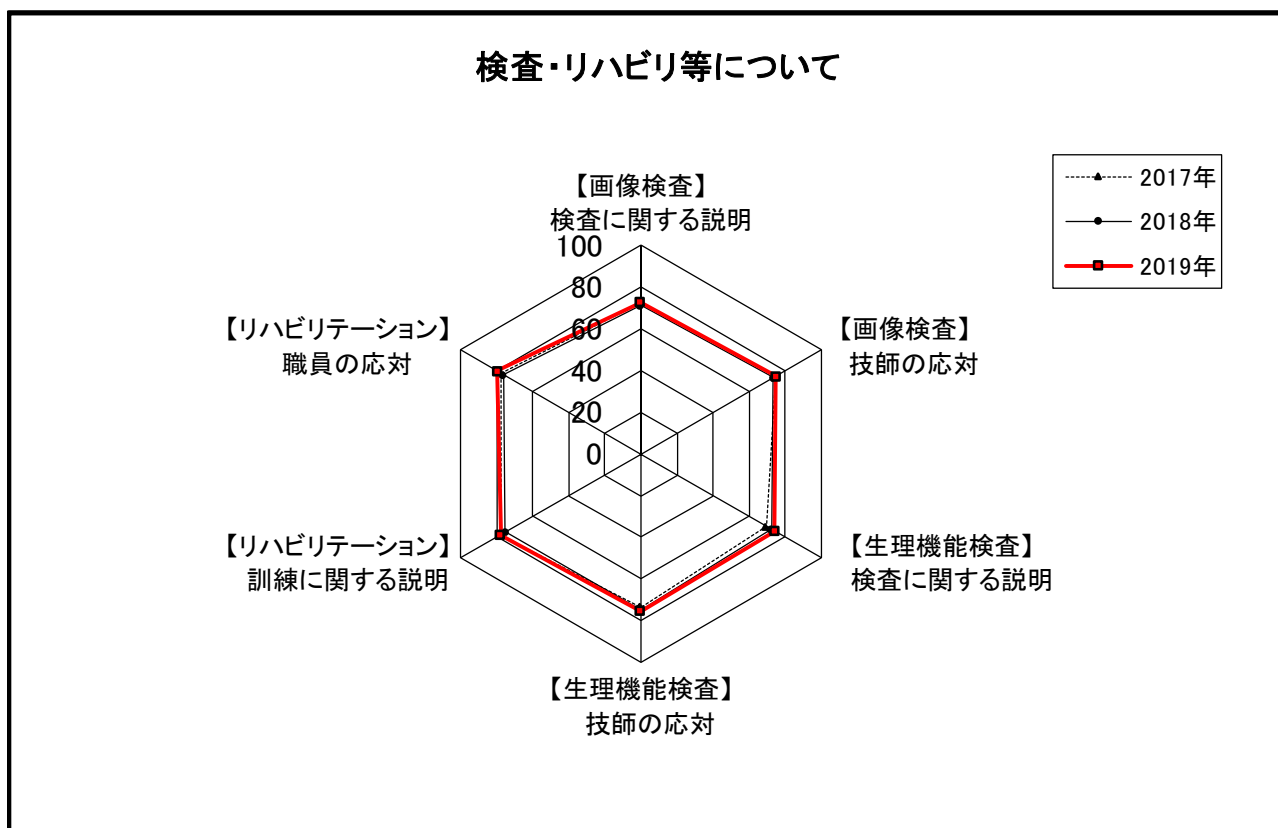 検査・リハビリ等について
2017年
2018年
2019年
【画像検査】
検査に関する説明
【画像検査】
技師の応対
【生理機能検査】
検査に関する説明
【生理機能検査】
技師の応対
【リハビリテーション】
訓練に関する説明
【リハビリテーション】
職員の応対
100
80
60
40
20
0